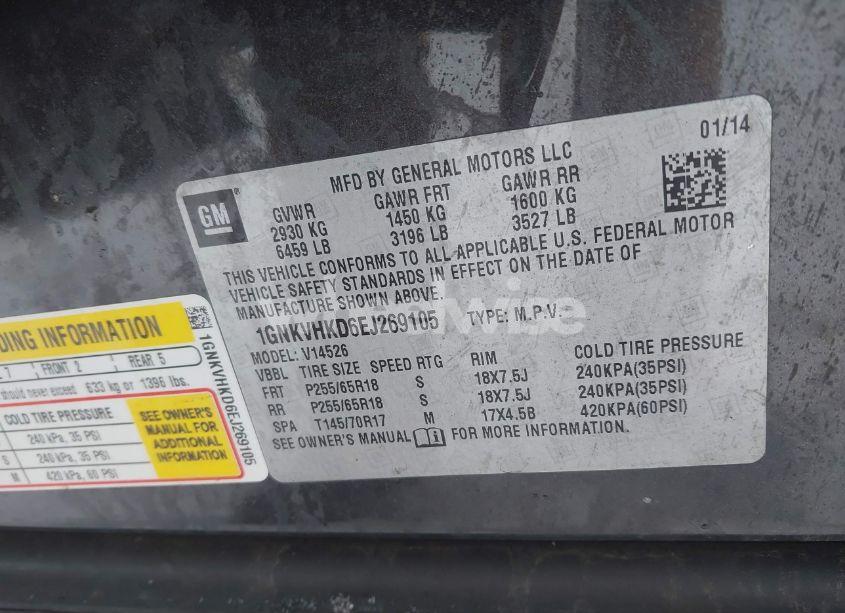 01/14
MFD BY GENERAL MOTORS LLC
GM
GVWR GAWR FRT GAWR RR
2930 KG 1450 KG 1600 KG
6459 LB 3196 LB 3527 LB
THIS VEHICLE CONFORMS TO ALL APPLICABLE U.S. FEDERAL MOTOR
VEHICLE SAFETY STANDARDS IN EFFECT ON THE DATE OF
MANUFACTURE SHOWN ABOVE.
1GNKVHKD6EJ269105 TYPE: M.P.V.
MODEL: V14526
VBBL TIRE SIZE SPEED RTG RIM COLD TIRE PRESSURE
FRT P255/65R18 S 18X7.5J 240KPA(35PSI)
RR P255/65R18 S 18X7.5J 240KPA(35PSI)
SPA T145/70R17 M 17X4.5B 420KPA(60PSI)
SEE OWNER'S MANUAL FOR MORE INFORMATION.
DING INFORMATION
7 FRONT 2 REAR 5
should never exceed 633 kg or 1396 lbs.
COLD TIRE PRESSURE
240 kPa, 35 PSI
S 240 kPa, 35 PSI
M 420 kPa, 60 PSI
SEE OWNER'S
MANUAL FOR
ADDITIONAL
INFORMATION
1GNKVHKD6EJ269105